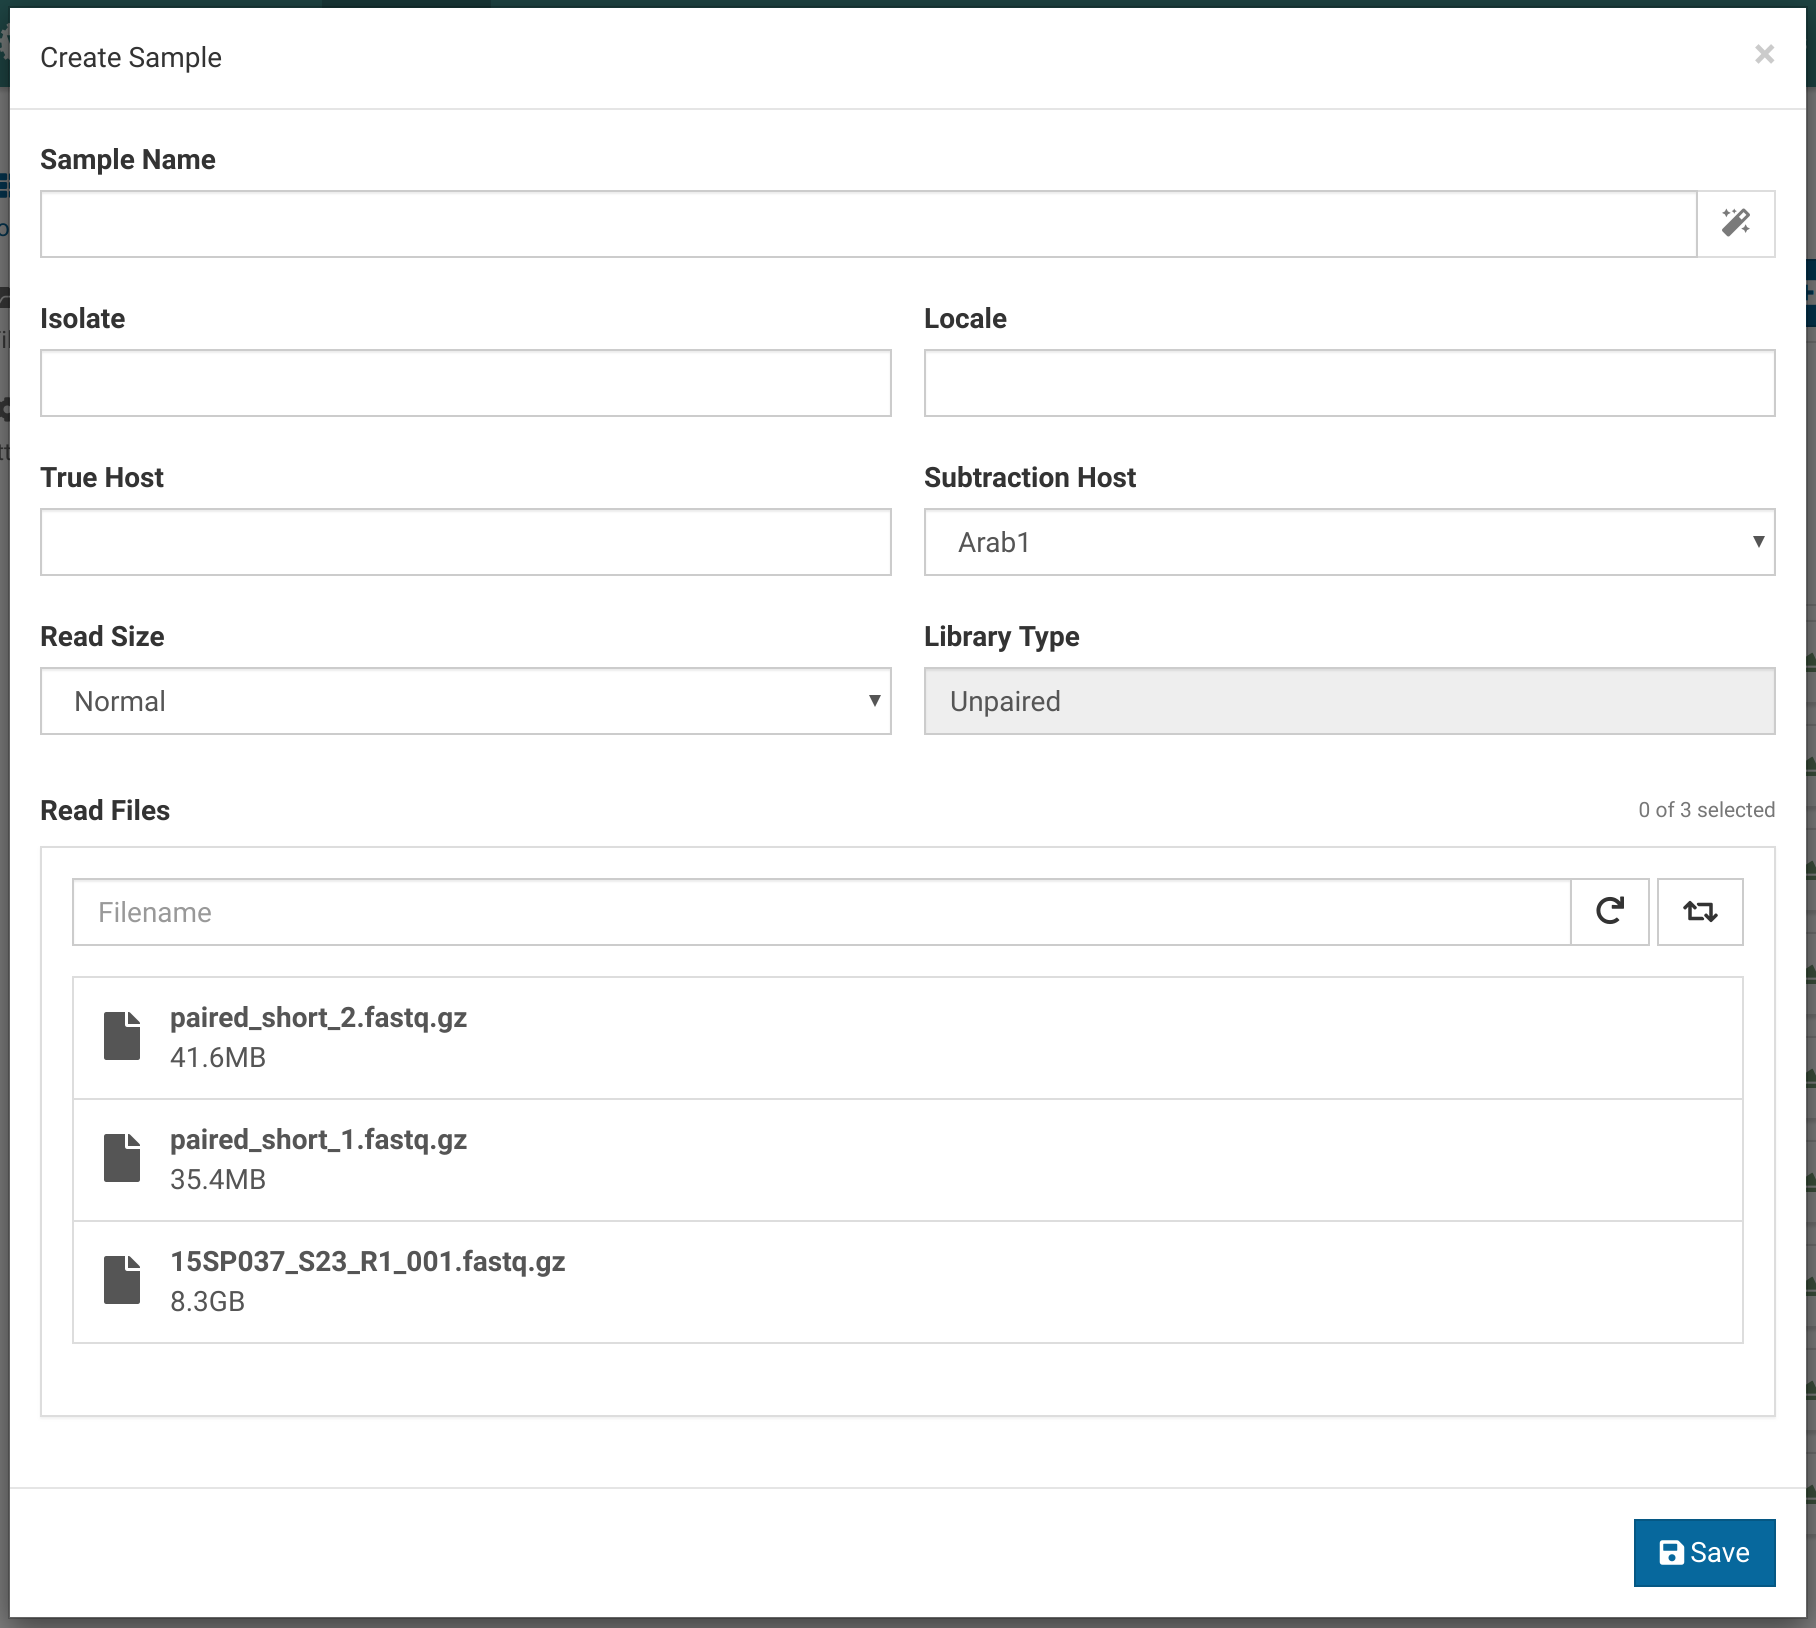 Create Sample
×
Sample Name
Isolate
Locale
True Host
Subtraction Host
Arab1
Read Size
Library Type
Normal
Unpaired
Read Files
0 of 3 selected
Filename
paired_short_2.fastq.gz
41.6MB
paired_short_1.fastq.gz
35.4MB
15SP037_S23_R1_001.fastq.gz
8.3GB
Save